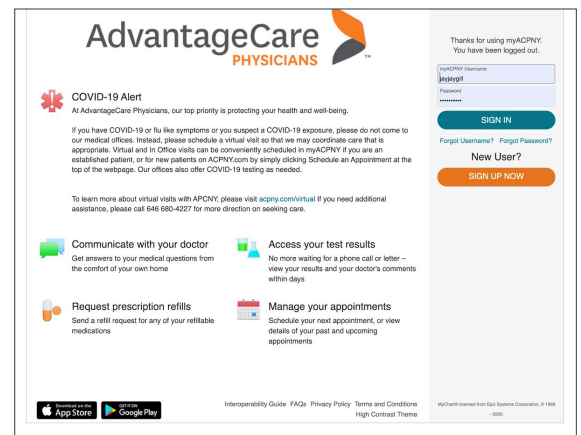 AdvantageCare
PHYSICIANS
TM
COVID-19 Alert
At AdvantageCare Physicians, our top priority is protecting your health and well-being.
If you have COVID-19 or flu like symptoms or you suspect a COVID-19 exposure, please do not come to
our medical offices. Instead, please schedule a virtual visit so that we may coordinate care that is
appropriate. Virtual and In Office visits can be conveniently scheduled in myACPNY if you are an
established patient, or for new patients on ACPNY.com by simply clicking Schedule an Appointment at the
top of the webpage. Our offices also offer COVID-19 testing as needed.
To learn more about virtual visits with APCNY, please visit acpny.com/virtual If you need additional
assistance, please call 646 680-4227 for more direction on seeking care.
Communicate with your doctor
Get answers to your medical questions from
the comfort of your own home
Access your test results
No more waiting for a phone call or letter –
view your results and your doctor's comments
within days
Request prescription refills
Send a refill request for any of your refillable
medications
Manage your appointments
Schedule your next appointment, or view
details of your past and upcoming
appointments
Thanks for using myACPNY.
You have been logged out.
myACPNY Username
jayjaygill
Password
••••••••••
SIGN IN
Forgot Username? Forgot Password?
New User?
SIGN UP NOW
Download on the
App Store
GET IT ON
Google Play
Interoperability Guide FAQs Privacy Policy Terms and Conditions
High Contrast Theme
MyChart® licensed from Epic Systems Corporation, © 1999
- 2020.